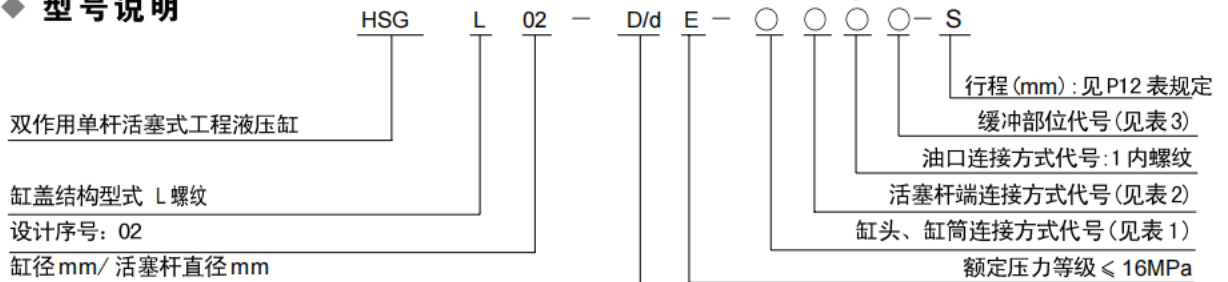 ◆ 型号说明
HSG L 02 — D/d E — ○ ○ ○ ○ — S
行程(mm):见P12表规定
双作用单杆活塞式工程液压缸
缓冲部位代号(见表3)
油口连接方式代号:1内螺纹
缸盖结构型式 L螺纹
活塞杆端连接方式代号(见表2)
设计序号: 02
缸头、缸筒连接方式代号(见表1)
缸径mm/活塞杆直径mm
额定压力等级≤16MPa